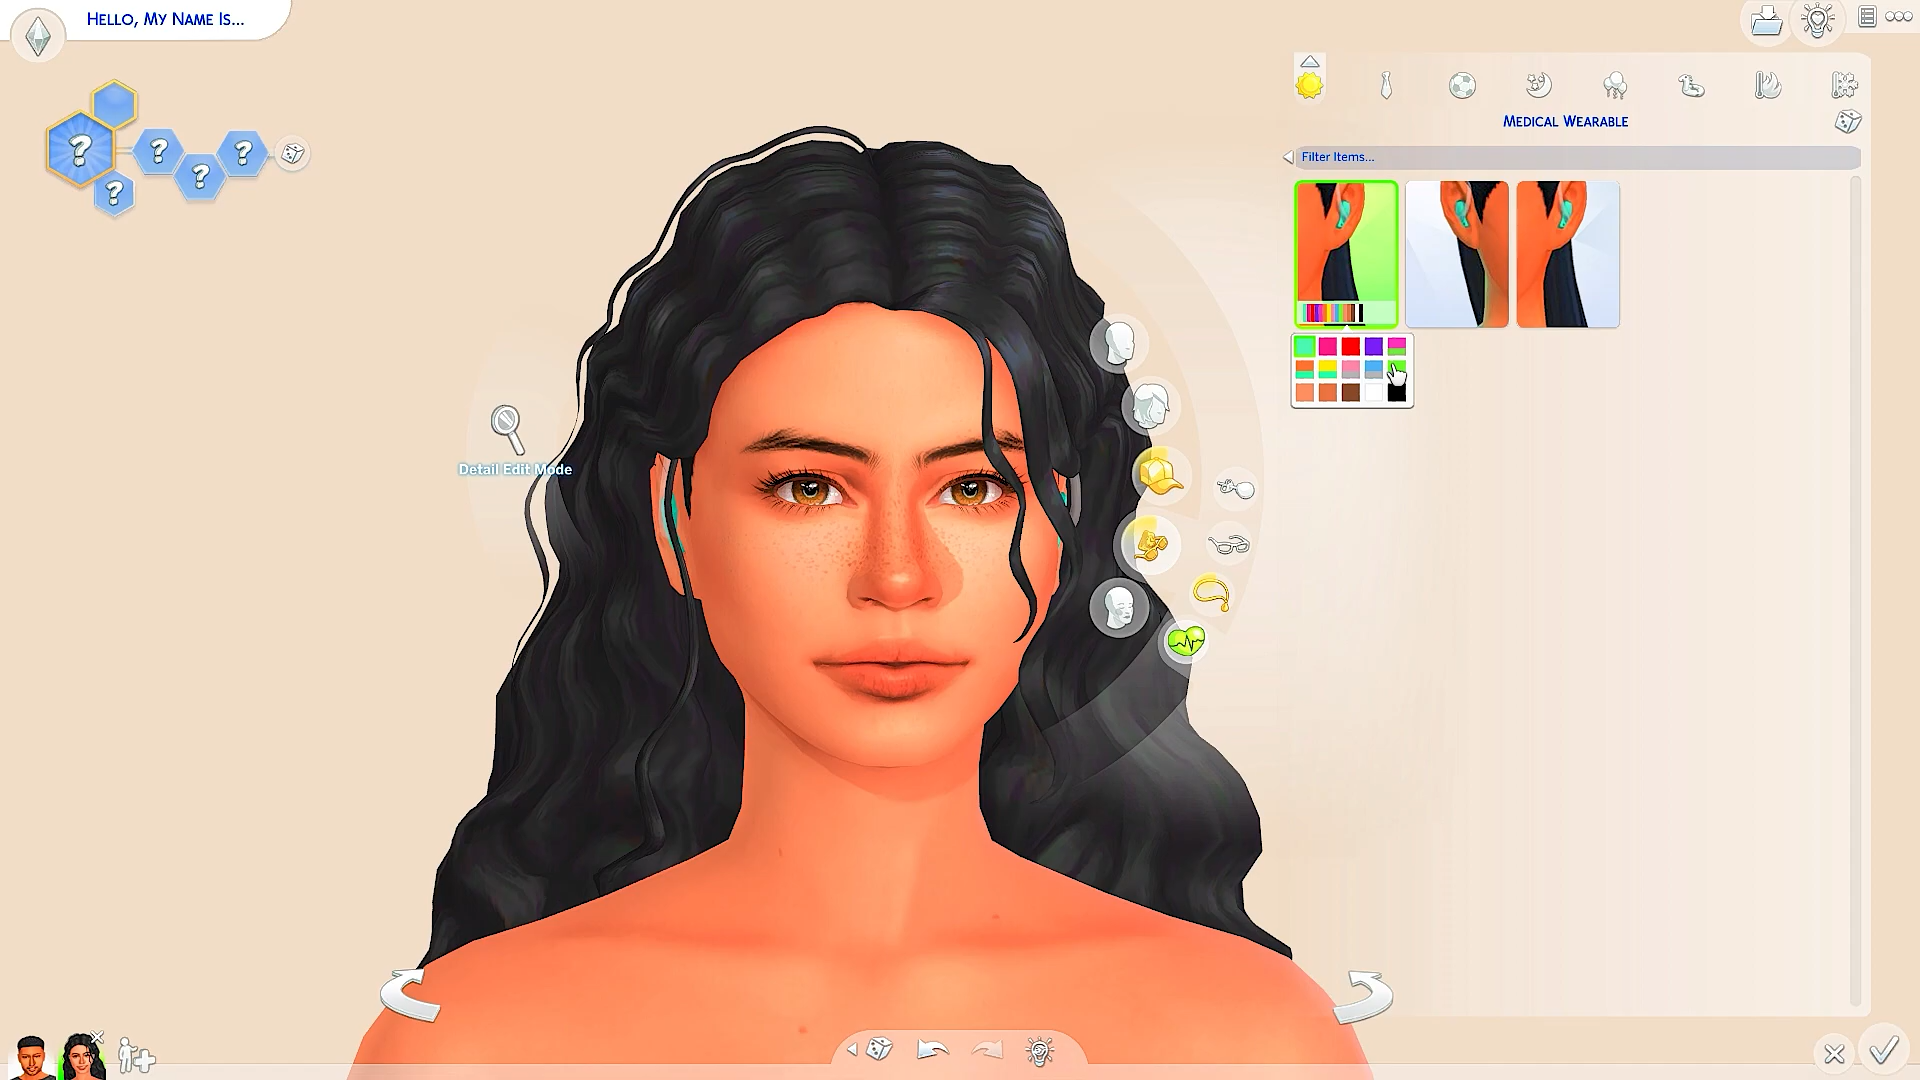 Hello, My Name Is...
Medical Wearable
Filter Items...
Detail Edit Mode
? ? ? ? ?